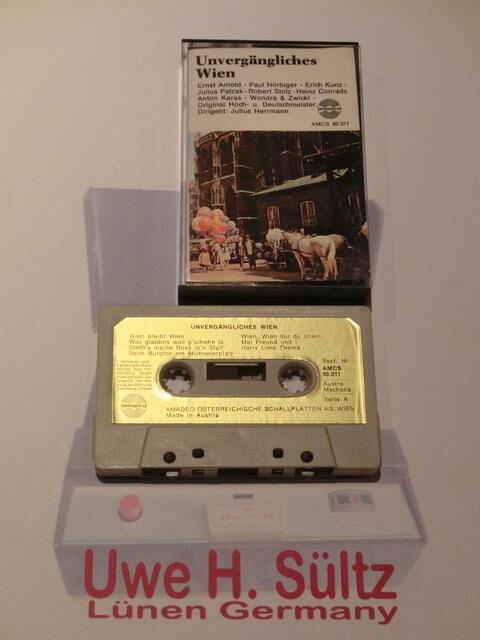 Unvergängliches
Wien
Ernst Arnold - Paul Hörbiger - Erich Kunz -
Julius Patzak - Robert Stolz - Heinz Conrads
Anton Karas - Wondra & Zwickl -
Original Hoch- u. Deutschmeister
Dirigent: Julius Herrmann
AMCS 80.011
UNVERGÄNGLICHES WIEN
Wien bleibt Wien
Was glaubns was g'schehn is
Stellt's meine Ross in'n Stall
Beim Burgtor am Michaelerplatz
Wien, Wien nur du allein
Mei Freund und I
Harry Lime Theme
Best. Nr
AMCS
80.011
Austro
Mechana
Seite A
AMADEO ÖSTERREICHISCHE SCHALLPLATTEN AG. WIEN
Made in Austria
Uwe H. Sültz
Lünen Germany